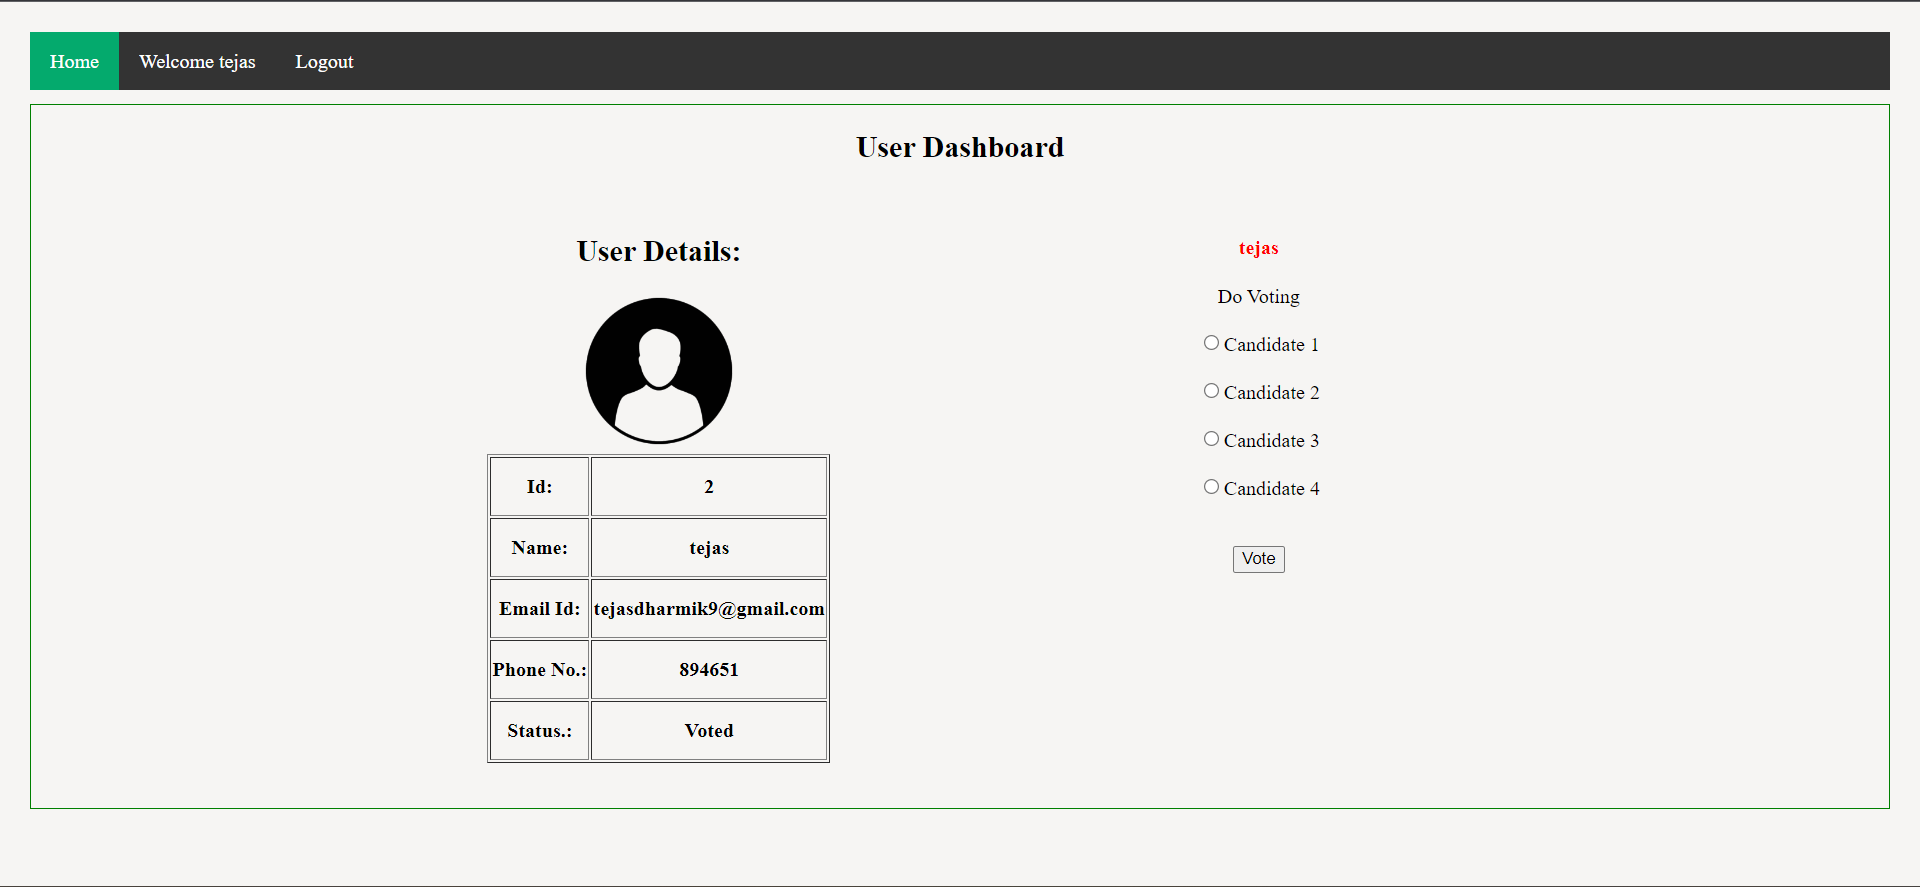 Home Welcome tejas Logout
User Dashboard
User Details:
Id: 2
Name: tejas
Email Id: tejasdharmik9@gmail.com
Phone No.: 894651
Status.: Voted
tejas
Do Voting
Candidate 1
Candidate 2
Candidate 3
Candidate 4
Vote